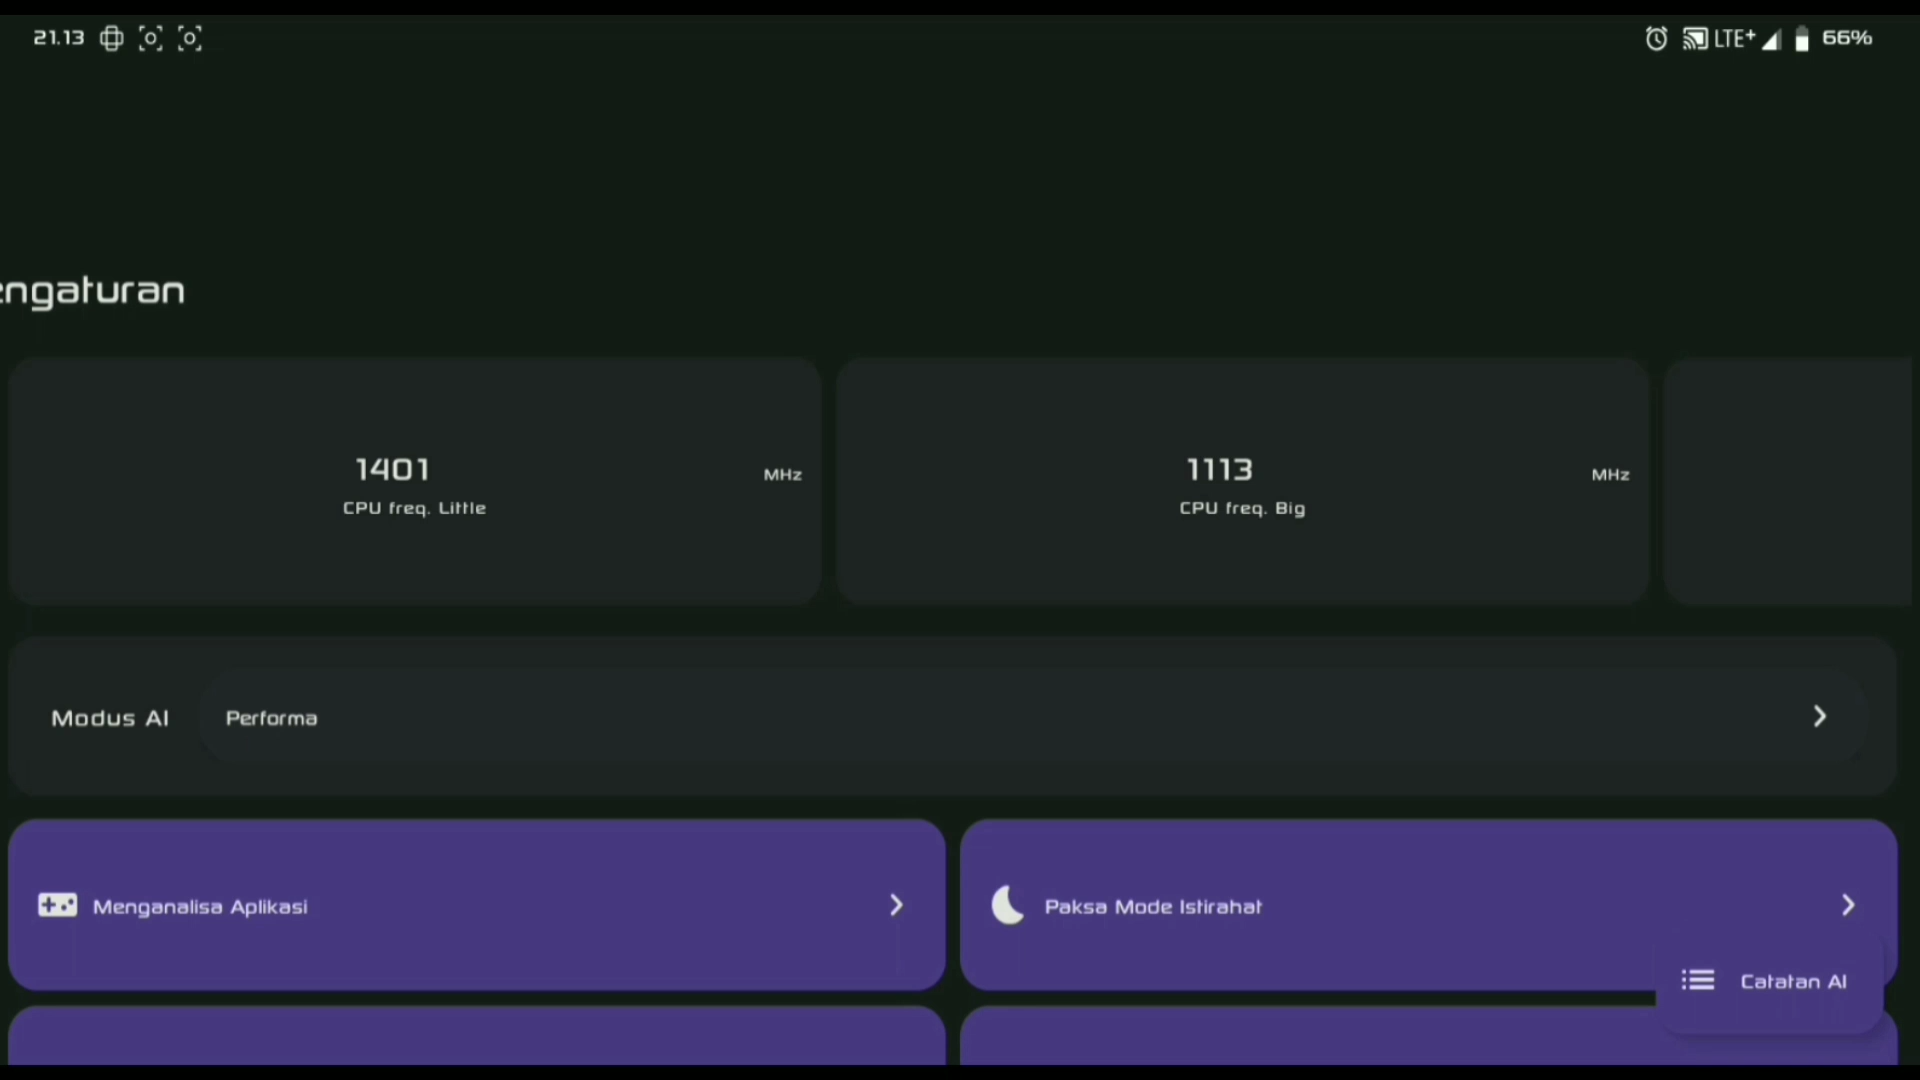 21.13
LTE+
66%
engaturan
1401
MHz
CPU freq. Little
1113
MHz
CPU freq. Big
Modus AI
Performa
Menganalisa Aplikasi
Paksa Mode Istirahat
Catatan AI